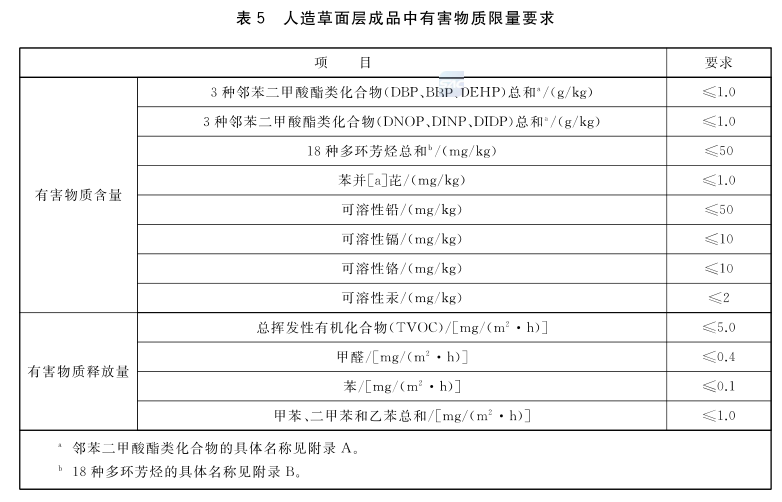 表 5 人造草面层成品中有害物质限量要求
项 目 要求
有害物质含量
3 种邻苯二甲酸酯类化合物(DBP、BBP、DEHP)总和ᵃ/(g/kg) ≤1.0
3 种邻苯二甲酸酯类化合物(DNOP、DINP、DIDP)总和ᵃ/(g/kg) ≤1.0
18 种多环芳烃总和ᵇ/(mg/kg) ≤50
苯并[a]芘/(mg/kg) ≤1.0
可溶性铅/(mg/kg) ≤50
可溶性镉/(mg/kg) ≤10
可溶性铬/(mg/kg) ≤10
可溶性汞/(mg/kg) ≤2
有害物质释放量
总挥发性有机化合物(TVOC)/[mg/(m²·h)] ≤5.0
甲醛/[mg/(m²·h)] ≤0.4
苯/[mg/(m²·h)] ≤0.1
甲苯、二甲苯和乙苯总和/[mg/(m²·h)] ≤1.0
ᵃ 邻苯二甲酸酯类化合物的具体名称见附录 A。
ᵇ 18 种多环芳烃的具体名称见附录 B。